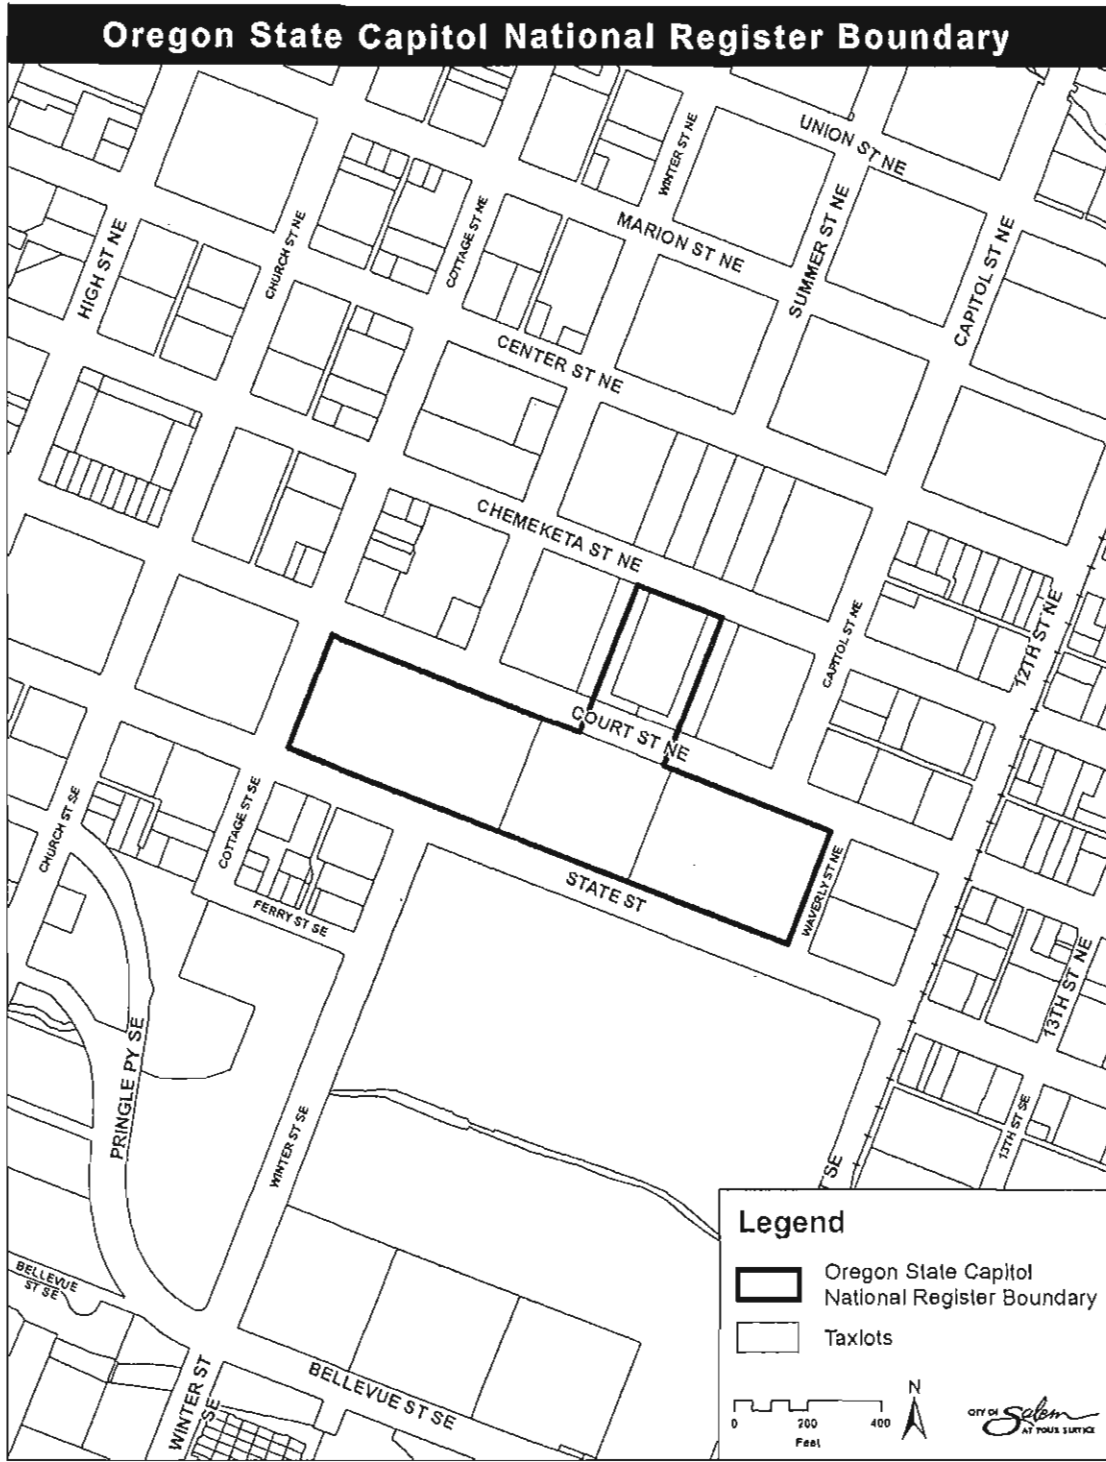 Oregon State Capitol National Register Boundary
UNION ST NE
WINTER ST NE
MARION ST NE
SUMMER ST NE
CAPITOL ST NE
COTTAGE ST NE
CHURCH ST NE
HIGH ST NE
CENTER ST NE
CHEMEKETA ST NE
CAPITOL ST NE
12TH ST NE
COURT ST NE
CHURCH ST SE
COTTAGE ST SE
STATE ST
WAVERLY ST NE
FERRY ST SE
13TH ST NE
PRINGLE PY SE
WINTER ST SE
13TH ST SE
ST SE
BELLEVUE
ST SE
BELLEVUE ST SE
WINTER ST
SE
Legend
Oregon State Capitol
National Register Boundary
Taxlots
N
0 200 400
Feet
CITY OF Salem
AT YOUR SERVICE